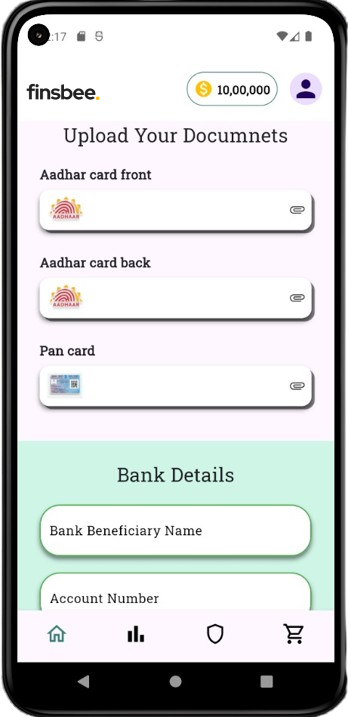 :17
finsbee.
10,00,000
Upload Your Documnets
Aadhar card front
AADHAAR
Aadhar card back
AADHAAR
Pan card
Bank Details
Bank Beneficiary Name
Account Number